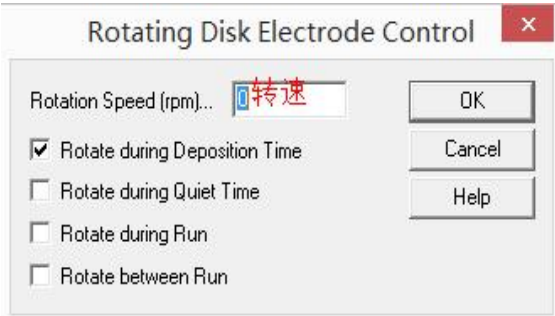 Rotating Disk Electrode Control
x
Rotation Speed (rpm)... 0转速
OK
Rotate during Deposition Time
Cancel
Rotate during Quiet Time
Help
Rotate during Run
Rotate between Run